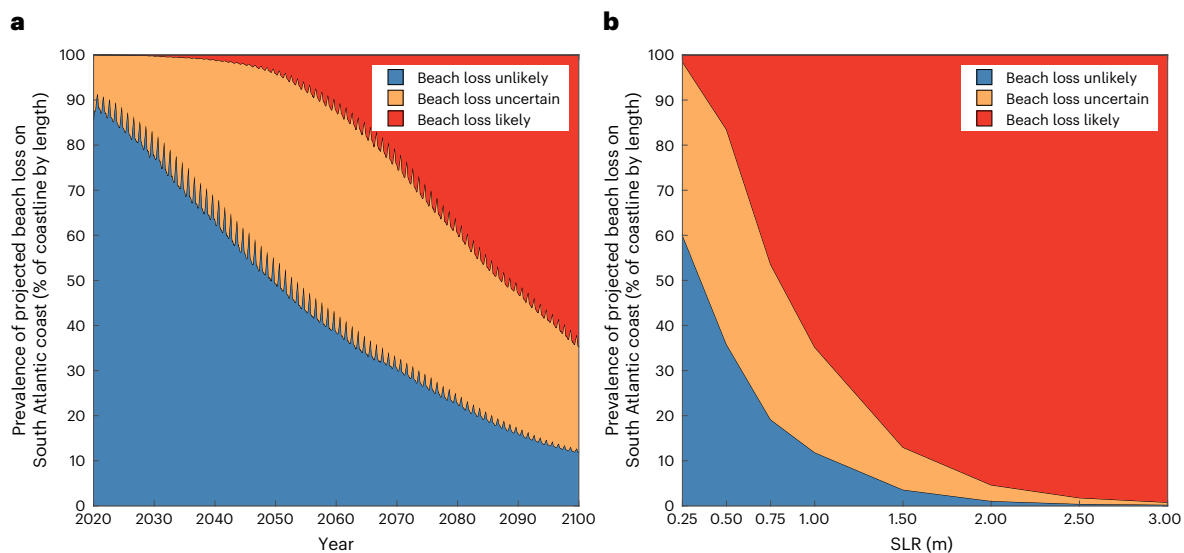 a
Prevalence of projected beach loss on
South Atlantic coast (% of coastline by length)
100
90
80
70
60
50
40
30
20
10
0
Beach loss unlikely
Beach loss uncertain
Beach loss likely
2020 2030 2040 2050 2060 2070 2080 2090 2100
Year
b
Prevalence of projected beach loss on
South Atlantic coast (% of coastline by length)
100
90
80
70
60
50
40
30
20
10
0
Beach loss unlikely
Beach loss uncertain
Beach loss likely
0.25 0.50 0.75 1.00 1.50 2.00 2.50 3.00
SLR (m)